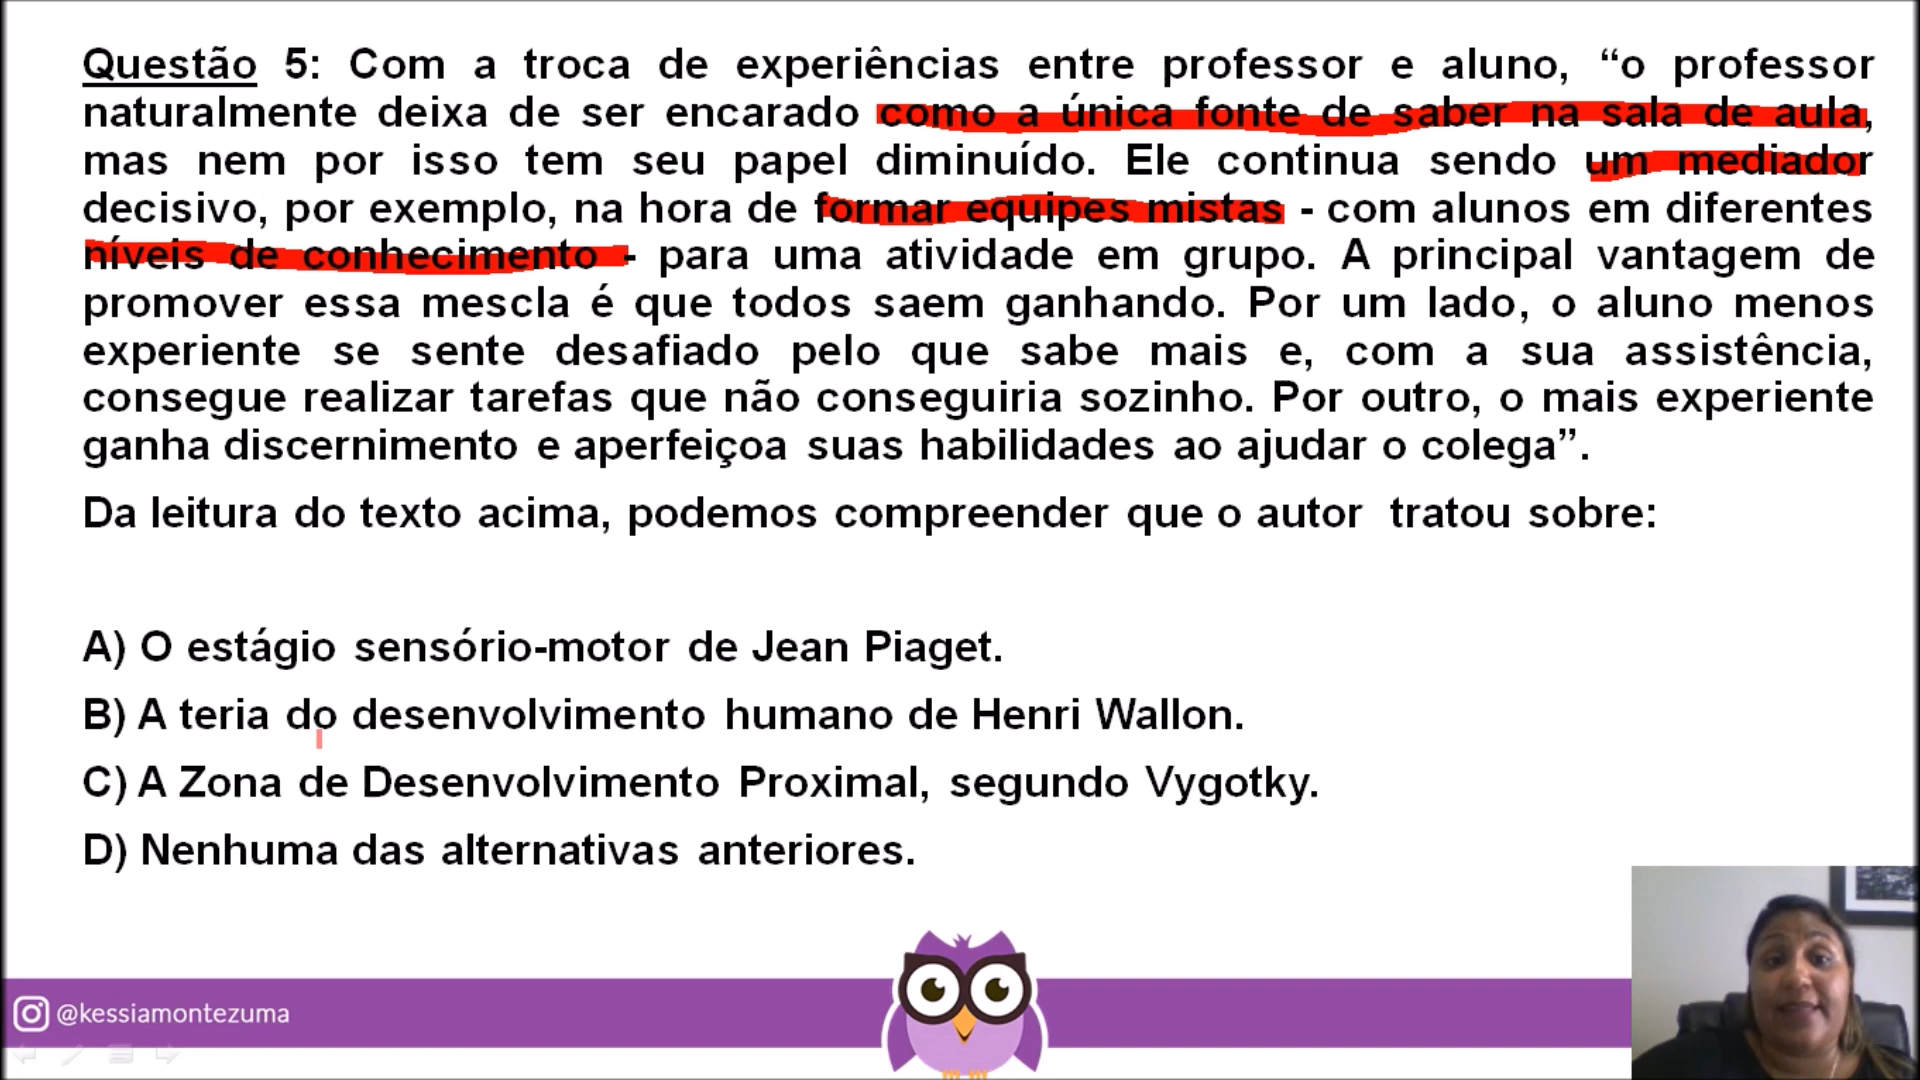 Questão 5: Com a troca de experiências entre professor e aluno, “o professor
naturalmente deixa de ser encarado como a única fonte de saber na sala de aula,
mas nem por isso tem seu papel diminuído. Ele continua sendo um mediador
decisivo, por exemplo, na hora de formar equipes mistas - com alunos em diferentes
níveis de conhecimento - para uma atividade em grupo. A principal vantagem de
promover essa mescla é que todos saem ganhando. Por um lado, o aluno menos
experiente se sente desafiado pelo que sabe mais e, com a sua assistência,
consegue realizar tarefas que não conseguiria sozinho. Por outro, o mais experiente
ganha discernimento e aperfeiçoa suas habilidades ao ajudar o colega”.
Da leitura do texto acima, podemos compreender que o autor tratou sobre:
A) O estágio sensório-motor de Jean Piaget.
B) A teria do desenvolvimento humano de Henri Wallon.
C) A Zona de Desenvolvimento Proximal, segundo Vygotky.
D) Nenhuma das alternativas anteriores.
@kessiamontezuma